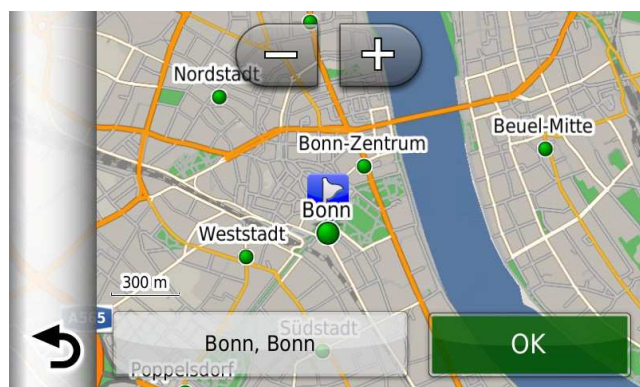 Nordstadt
Beuel-Mitte
Bonn-Zentrum
Bonn
Weststadt
300 m
A565
Südstadt
Bonn, Bonn
OK
Poppelsdorf